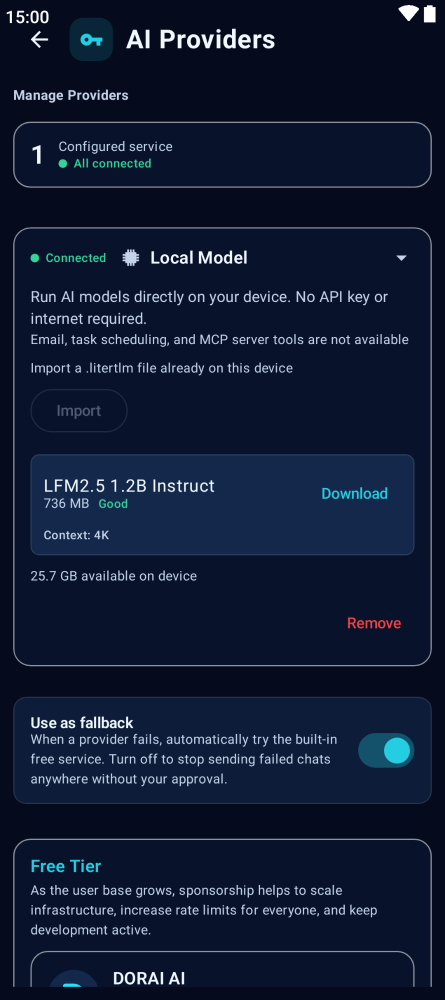 15:00
AI Providers
Manage Providers
1
Configured service
All connected
Connected
Local Model
Run AI models directly on your device. No API key or
internet required.
Email, task scheduling, and MCP server tools are not available
Import a .litertlm file already on this device
Import
LFM2.5 1.2B Instruct
736 MB Good
Download
Context: 4K
25.7 GB available on device
Remove
Use as fallback
When a provider fails, automatically try the built-in
free service. Turn off to stop sending failed chats
anywhere without your approval.
Free Tier
As the user base grows, sponsorship helps to scale
infrastructure, increase rate limits for everyone, and keep
development active.
DORAI AI